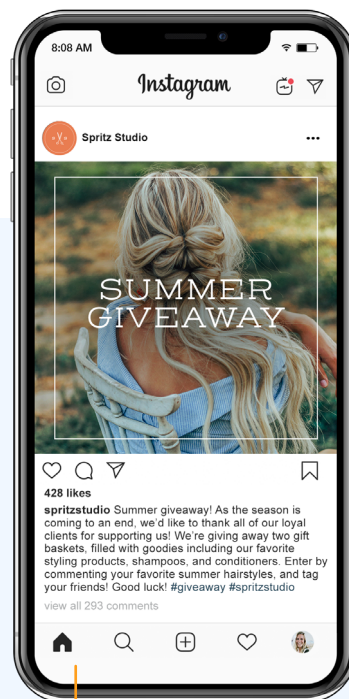 8:08 AM
Instagram
Spritz Studio
SUMMER
GIVEAWAY
428 likes
spritzstudio Summer giveaway! As the season is
coming to an end, we'd like to thank all of our loyal
clients for supporting us! We're giving away two gift
baskets, filled with goodies including our favorite
styling products, shampoos, and conditioners. Enter by
commenting your favorite summer hairstyles, and tag
your friends! Good luck! #giveaway #spritzstudio
view all 293 comments